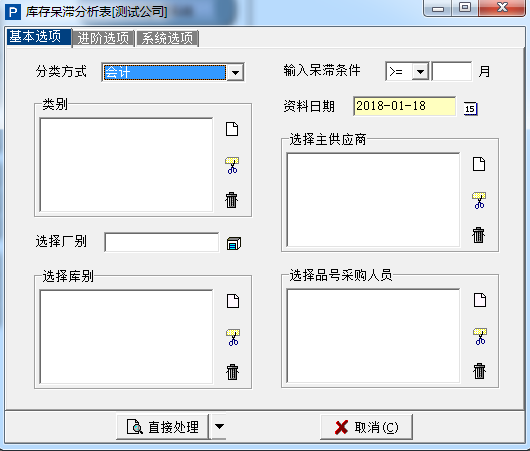 库存呆滞分析表[测试公司]
基本选项 进阶选项 系统选项
分类方式 会计
输入呆滞条件 >= 月
类别
资料日期 2018-01-18 15
选择主供应商
选择厂别
选择库别
选择品号采购人员
直接处理 取消(C)